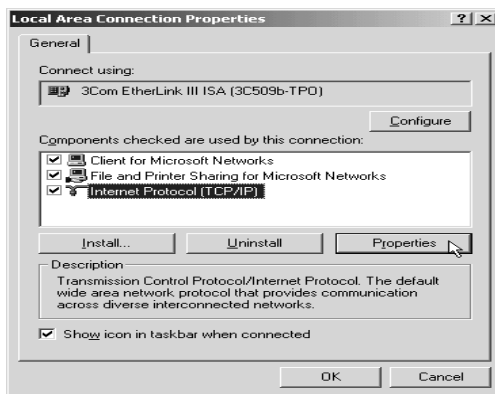 Local Area Connection Properties
General
Connect using:
3Com EtherLink III ISA (3C509b-TPO)
Configure
Components checked are used by this connection:
Client for Microsoft Networks
File and Printer Sharing for Microsoft Networks
Internet Protocol (TCP/IP)
Install... Uninstall Properties
Description
Transmission Control Protocol/Internet Protocol. The default
wide area network protocol that provides communication
across diverse interconnected networks.
Show icon in taskbar when connected
OK Cancel